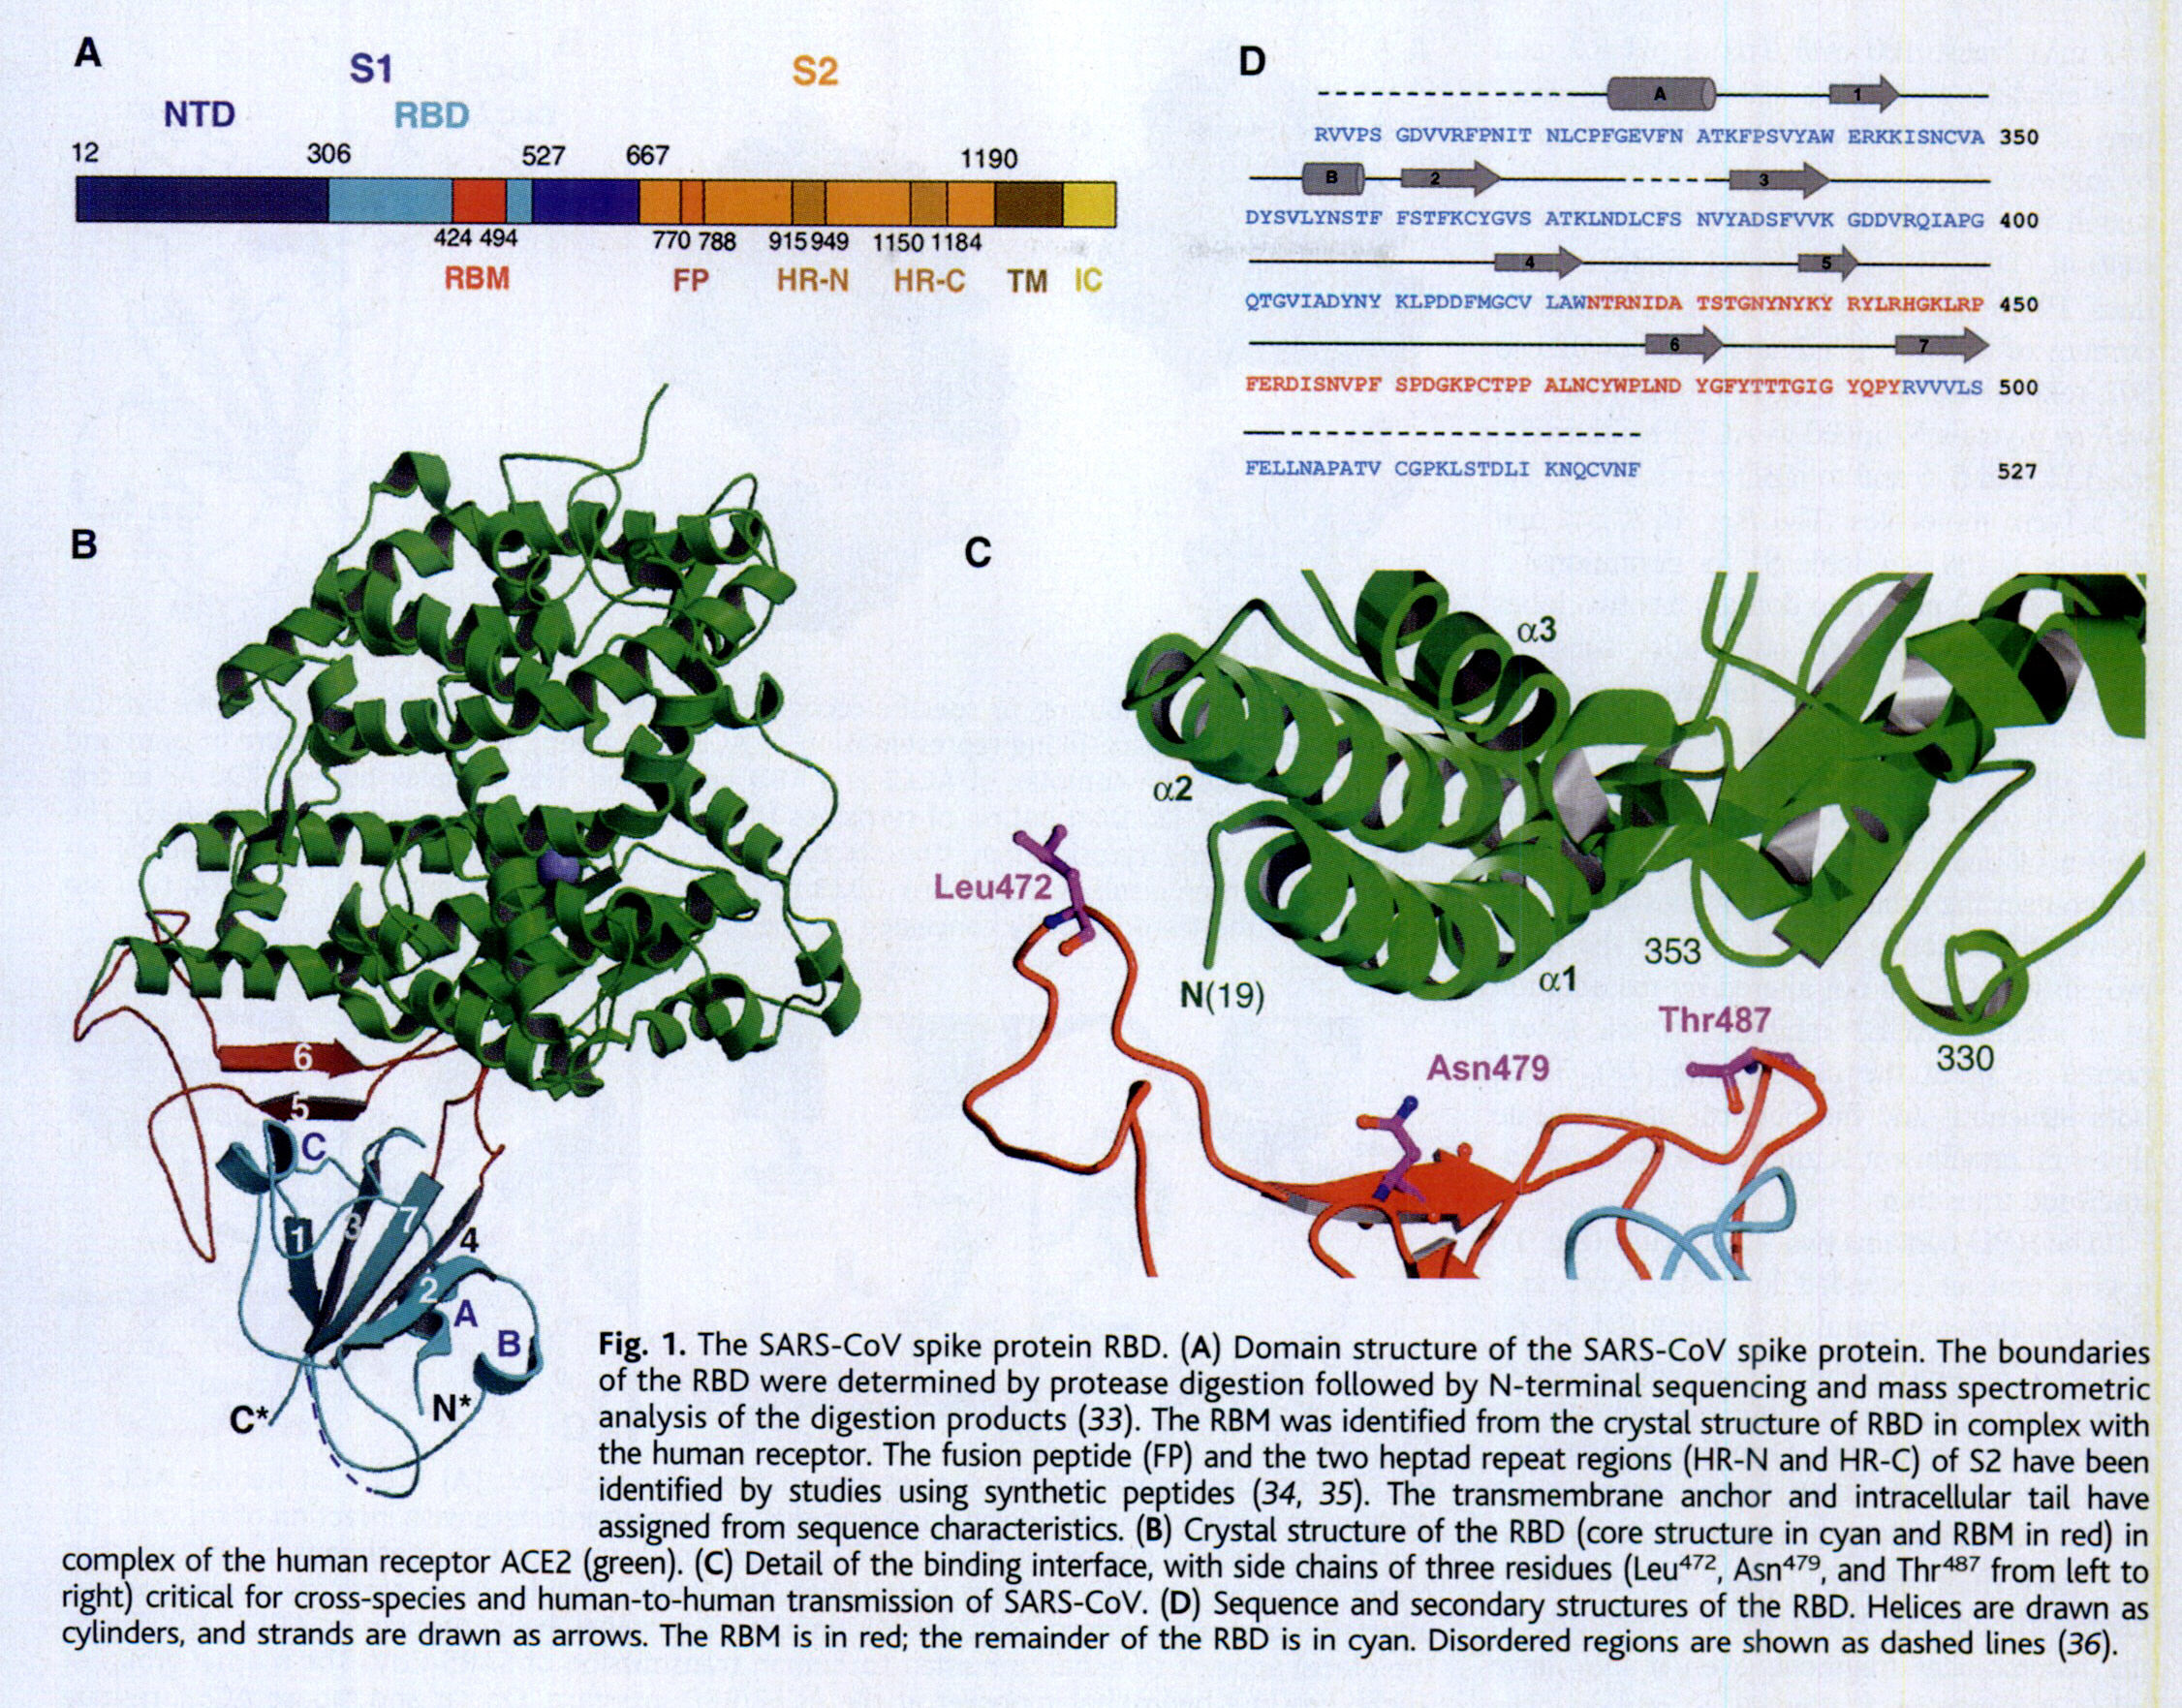 A
S1
S2
NTD
RBD
12
306
527
667
1190
424 494
770 788
915 949
1150 1184
RBM
FP
HR-N
HR-C
TM
IC
D
A
1
RVVPS GDVVRFPNIT NLCPFGEVFN ATKFPSVYAW ERKKISNCVA 350
B
2
3
DYSVLYNSTF FSTFKCYGVS ATKLNDLCFS NVYADSFVVK GDDVRQIAPG 400
4
5
QTGVIADYNY KLPDDFMGCV LAWNTRNIDA TSTGNYNYKY RYLRHGKLRP 450
6
7
FERDISNVPF SPDGKPCTPP ALNCYWPLND YGFYTTTGIG YQPYRVVVLS 500
FELLNAPATV CGPKLSTDLI KNQCVNF 527
B
6
5
C
1
3
7
4
2
A
B
C*
N*
C
α3
α2
Leu472
N(19)
α1
353
Thr487
Asn479
330
Fig. 1. The SARS-CoV spike protein RBD. (A) Domain structure of the SARS-CoV spike protein. The boundaries
of the RBD were determined by protease digestion followed by N-terminal sequencing and mass spectrometric
analysis of the digestion products (33). The RBM was identified from the crystal structure of RBD in complex with
the human receptor. The fusion peptide (FP) and the two heptad repeat regions (HR-N and HR-C) of S2 have been
identified by studies using synthetic peptides (34, 35). The transmembrane anchor and intracellular tail have
assigned from sequence characteristics. (B) Crystal structure of the RBD (core structure in cyan and RBM in red) in
complex of the human receptor ACE2 (green). (C) Detail of the binding interface, with side chains of three residues (Leu472, Asn479, and Thr487 from left to
right) critical for cross-species and human-to-human transmission of SARS-CoV. (D) Sequence and secondary structures of the RBD. Helices are drawn as
cylinders, and strands are drawn as arrows. The RBM is in red; the remainder of the RBD is in cyan. Disordered regions are shown as dashed lines (36).